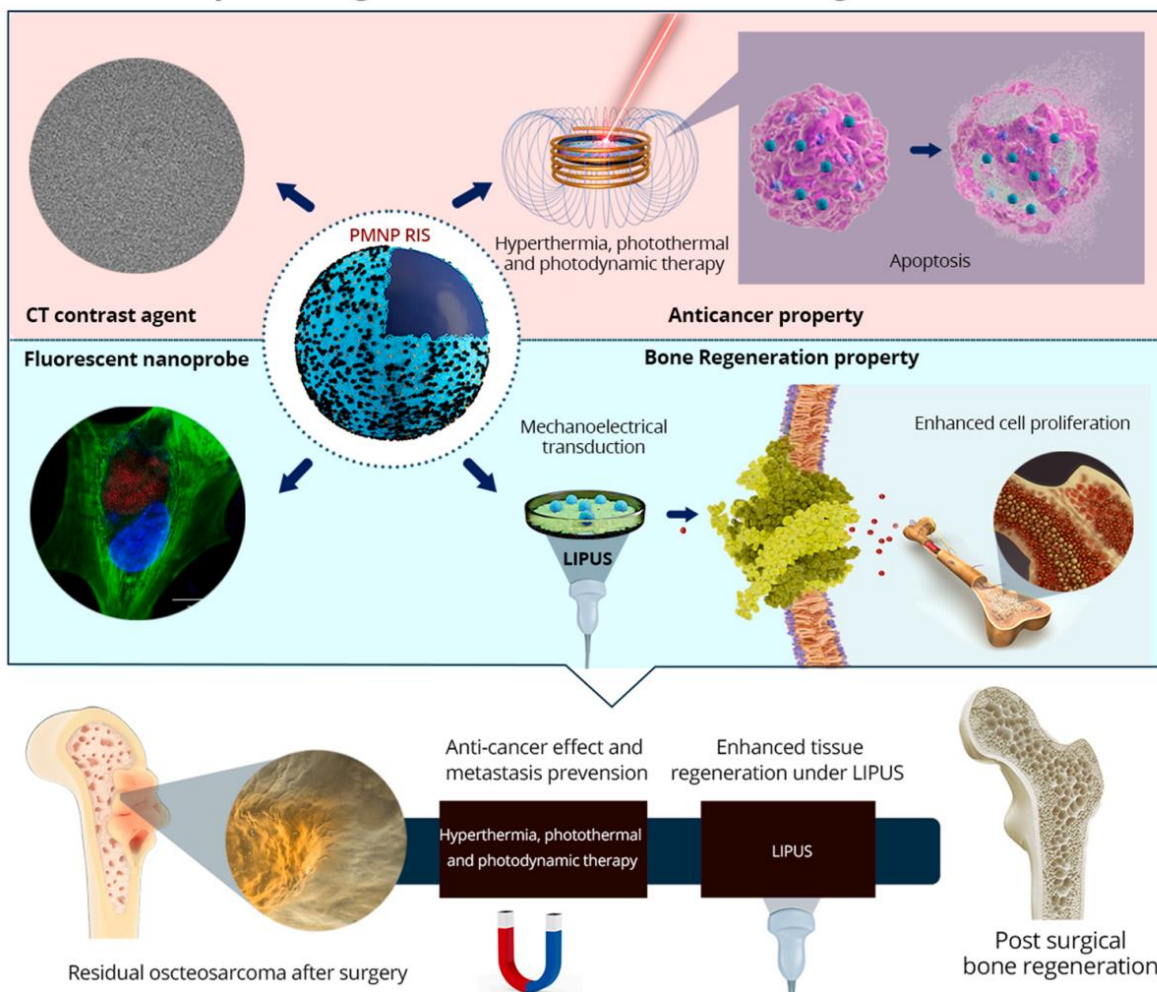 PMNP RIS
Hyperthermia, photothermal
and photodynamic therapy
Apoptosis
CT contrast agent
Anticancer property
Fluorescent nanoprobe
Bone Regeneration property
Mechanoelectrical
transduction
Enhanced cell proliferation
LIPUS
Anti-cancer effect and
metastasis prevension
Enhanced tissue
regeneration under LIPUS
Hyperthermia, photothermal
and photodynamic therapy
LIPUS
Residual oscteosarcoma after surgery
Post surgical
bone regeneration